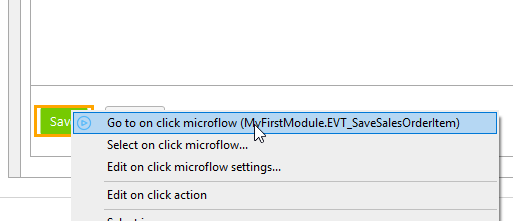 Sav
Go to on click microflow (MyFirstModule.EVT_SaveSalesOrderItem)
Select on click microflow...
Edit on click microflow settings...
Edit on click action